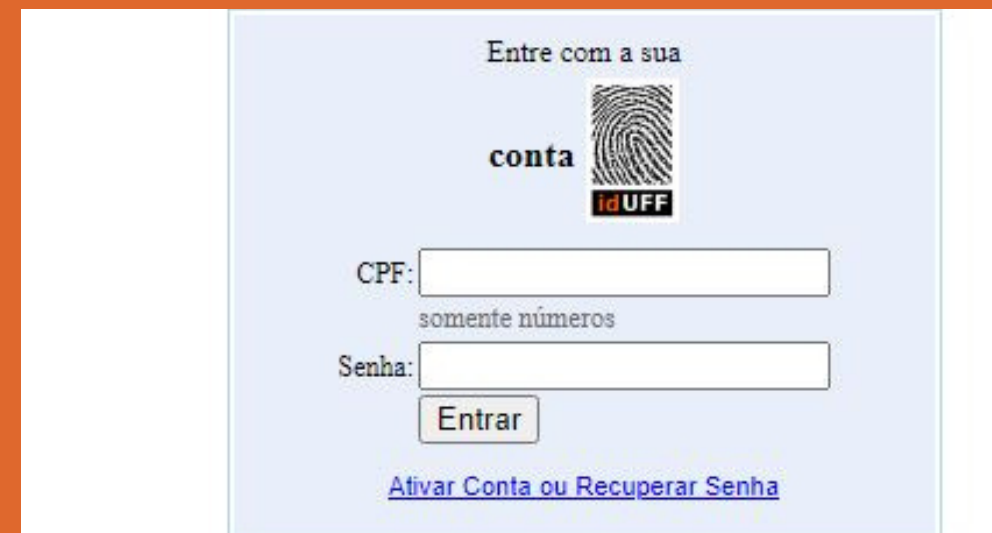 Entre com a sua
conta
idUFF
CPF:
somente números
Senha:
Entrar
Ativar Conta ou Recuperar Senha